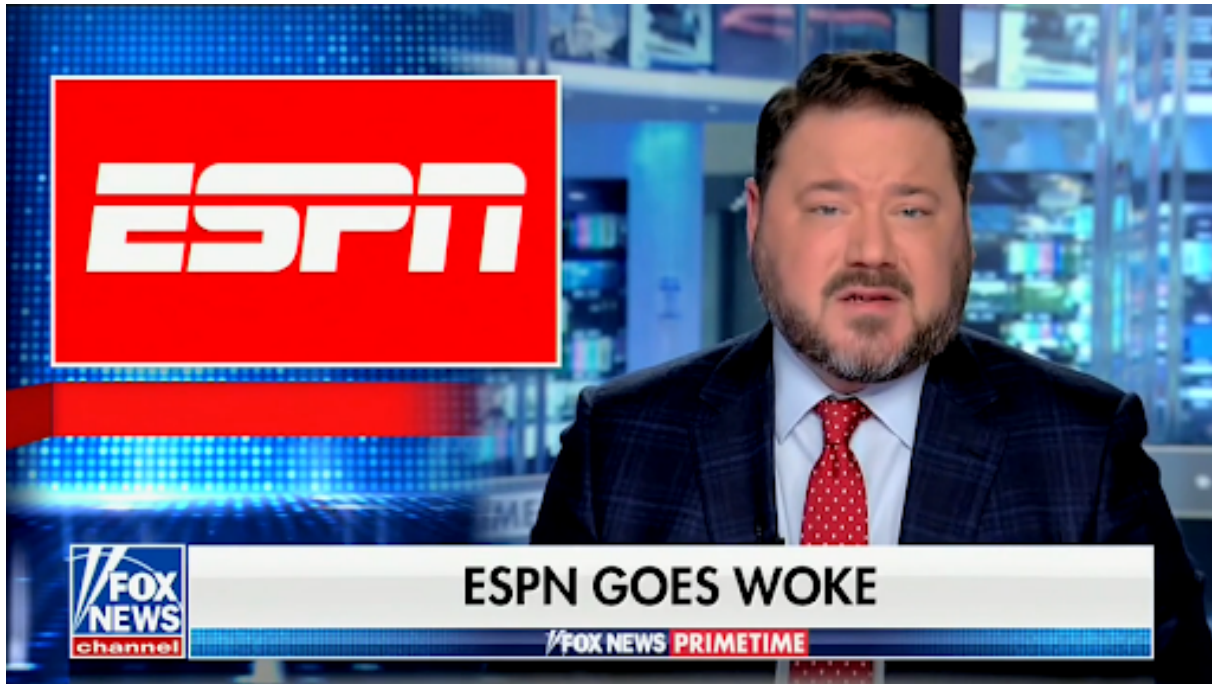 ESPN
FOX
NEWS
channel
ESPN GOES WOKE
FOX NEWS PRIMETIME